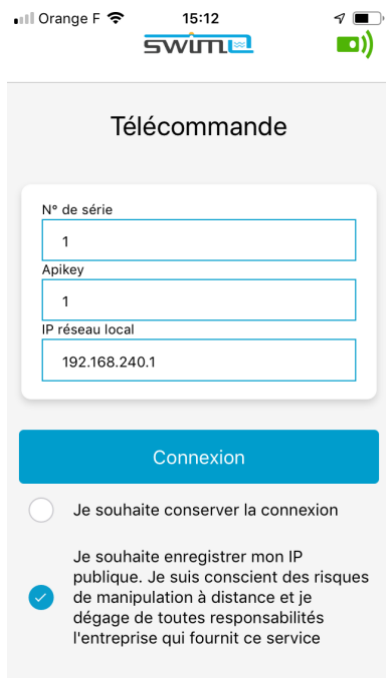 Orange F 15:12
swim
Télécommande
N° de série
1
Apikey
1
IP réseau local
192.168.240.1
Connexion
Je souhaite conserver la connexion
Je souhaite enregistrer mon IP
publique. Je suis conscient des risques
de manipulation à distance et je
dégage de toutes responsabilités
l'entreprise qui fournit ce service